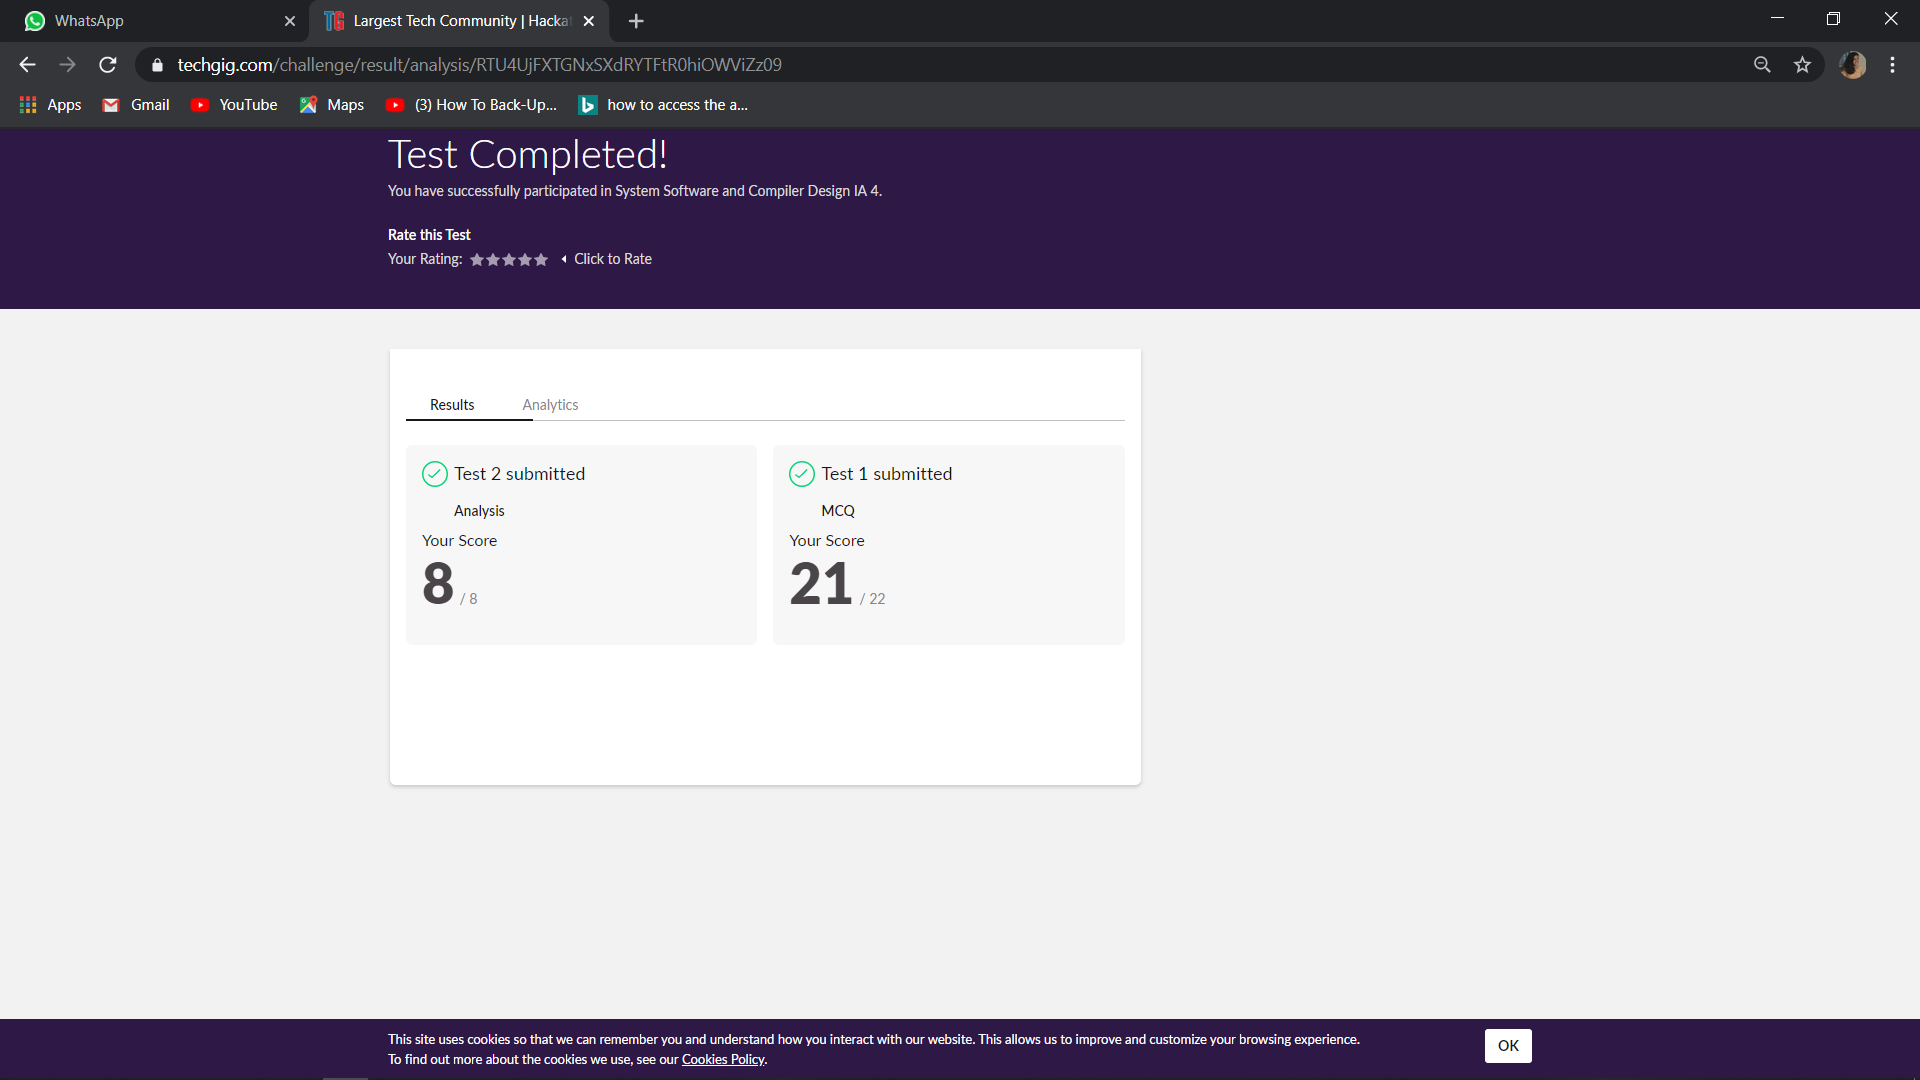 WhatsApp
Largest Tech Community | Hacka
techgig.com/challenge/result/analysis/RTU4UjFXTGNxSXdRYTFtR0hiOWViZz09
Apps Gmail YouTube Maps (3) How To Back-Up... how to access the a...
Test Completed!
You have successfully participated in System Software and Compiler Design IA 4.
Rate this Test
Your Rating: Click to Rate
Results Analytics
Test 2 submitted
Analysis
Your Score
8 / 8
Test 1 submitted
MCQ
Your Score
21 / 22
This site uses cookies so that we can remember you and understand how you interact with our website. This allows us to improve and customize your browsing experience.
To find out more about the cookies we use, see our Cookies Policy.
OK